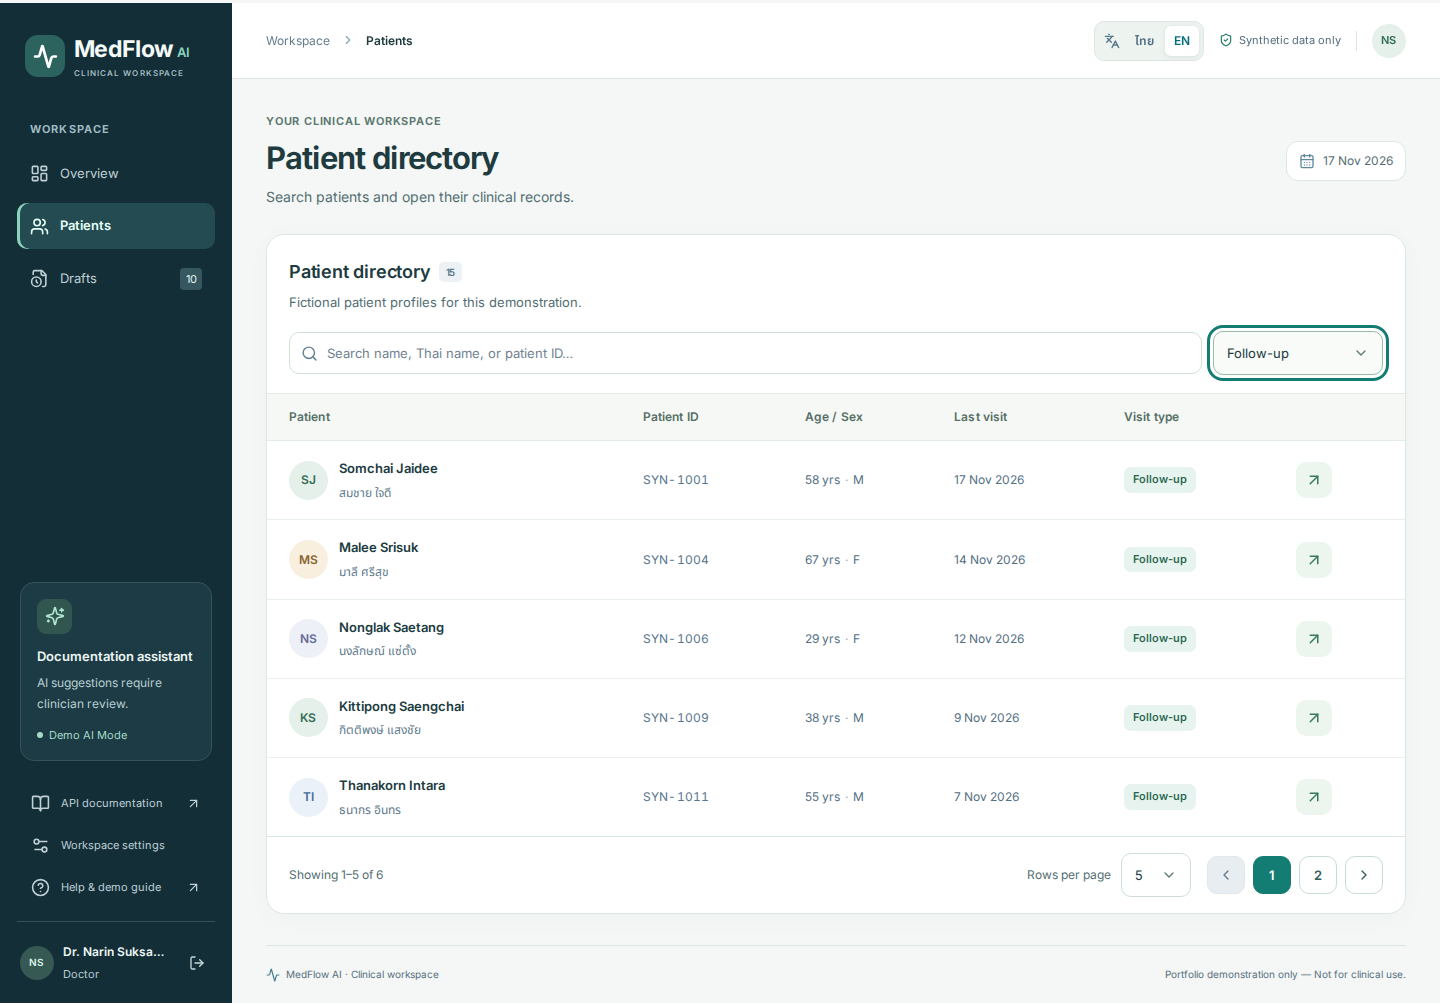 MedFlow AI
CLINICAL WORKSPACE
WORKSPACE
Overview
Patients
Drafts 10
Documentation assistant
AI suggestions require
clinician review.
Demo AI Mode
API documentation
Workspace settings
Help & demo guide
NS Dr. Narin Suksa...
Doctor
Workspace > Patients
ไทย EN Synthetic data only NS
YOUR CLINICAL WORKSPACE
Patient directory
17 Nov 2026
Search patients and open their clinical records.
Patient directory 15
Fictional patient profiles for this demonstration.
Search name, Thai name, or patient ID... Follow-up
Patient Patient ID Age / Sex Last visit Visit type
SJ Somchai Jaidee SYN-1001 58 yrs · M 17 Nov 2026 Follow-up
สมชาย ใจดี
MS Malee Srisuk SYN-1004 67 yrs · F 14 Nov 2026 Follow-up
มาลี ศรีสุข
NS Nonglak Saetang SYN-1006 29 yrs · F 12 Nov 2026 Follow-up
นงลักษณ์ แซ่ตั้ง
KS Kittipong Saengchai SYN-1009 38 yrs · M 9 Nov 2026 Follow-up
กิตติพงษ์ แสงชัย
TI Thanakorn Intara SYN-1011 55 yrs · M 7 Nov 2026 Follow-up
ธนากร อินทร
Showing 1–5 of 6 Rows per page 5 1 2
MedFlow AI · Clinical workspace Portfolio demonstration only — Not for clinical use.